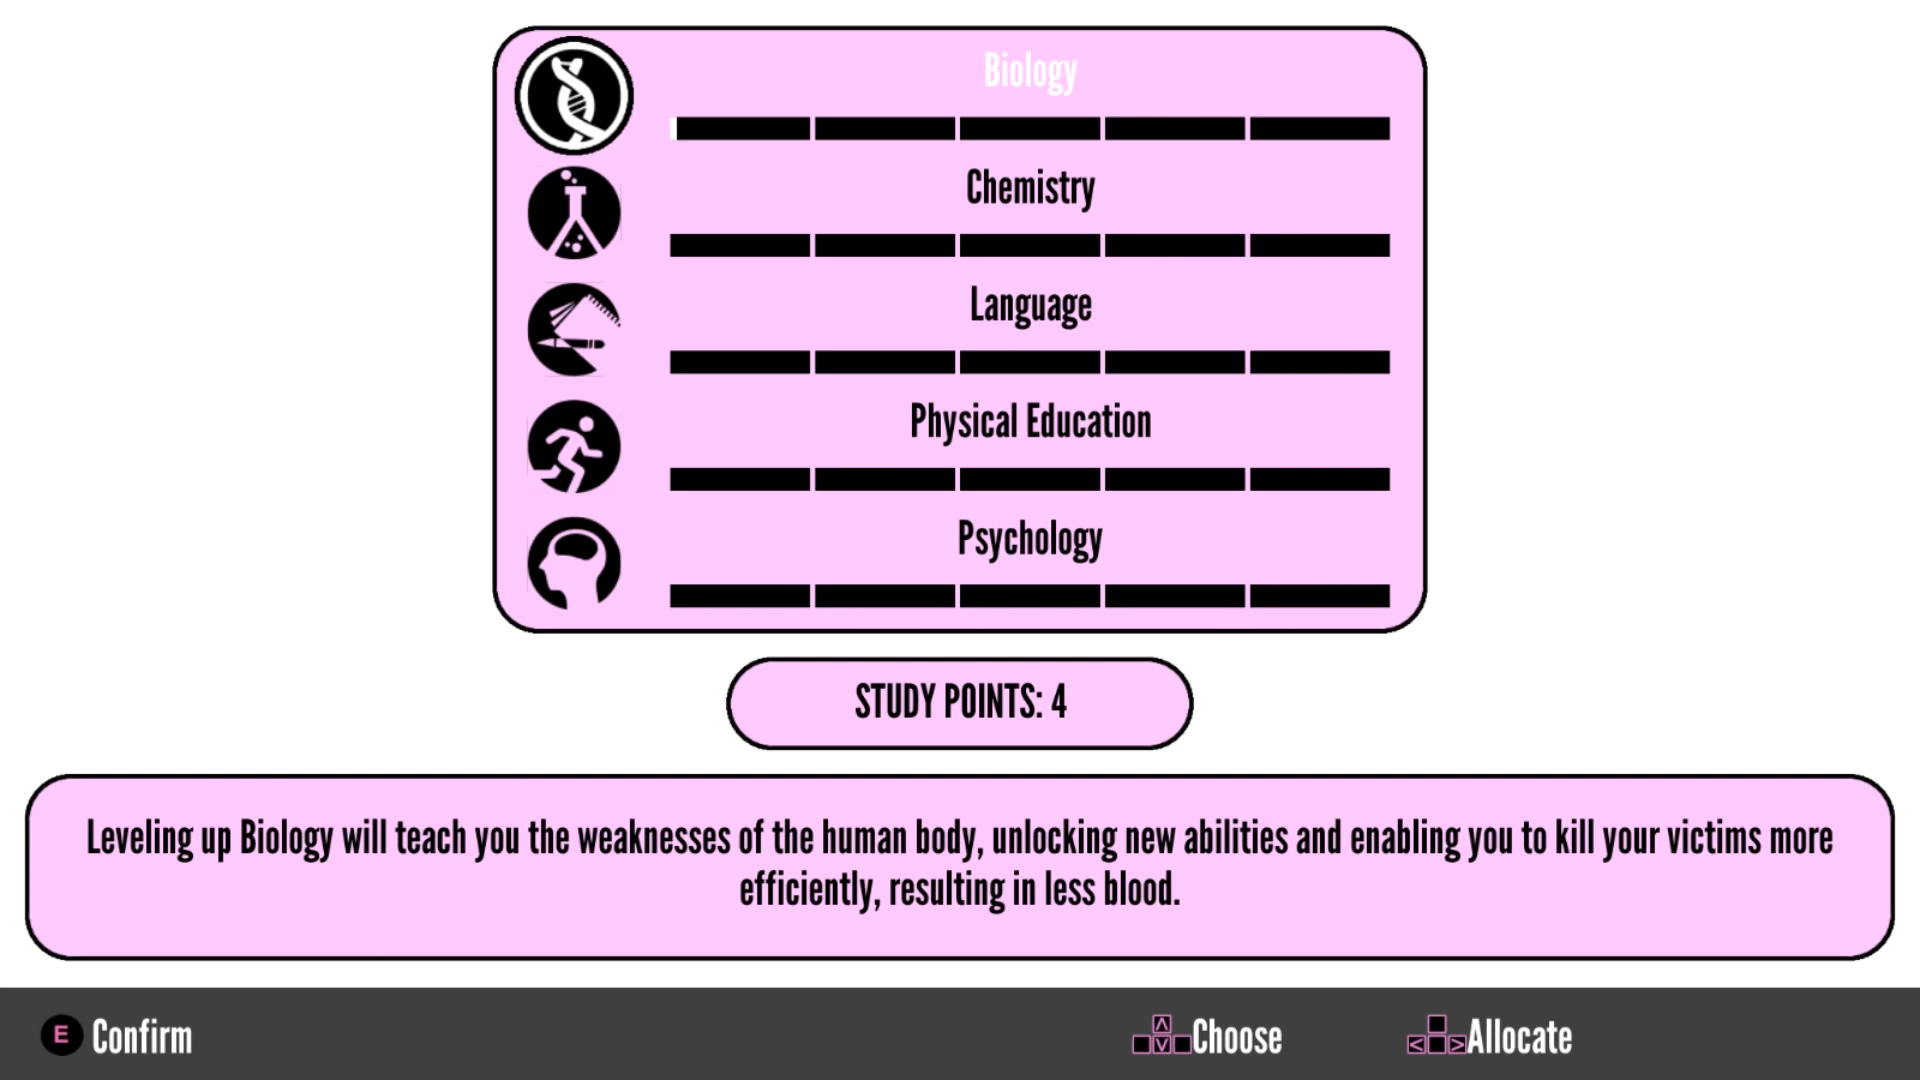 Biology
Chemistry
Language
Physical Education
Psychology
STUDY POINTS: 4
Leveling up Biology will teach you the weaknesses of the human body, unlocking new abilities and enabling you to kill your victims more
efficiently, resulting in less blood.
E Confirm
Choose
Allocate